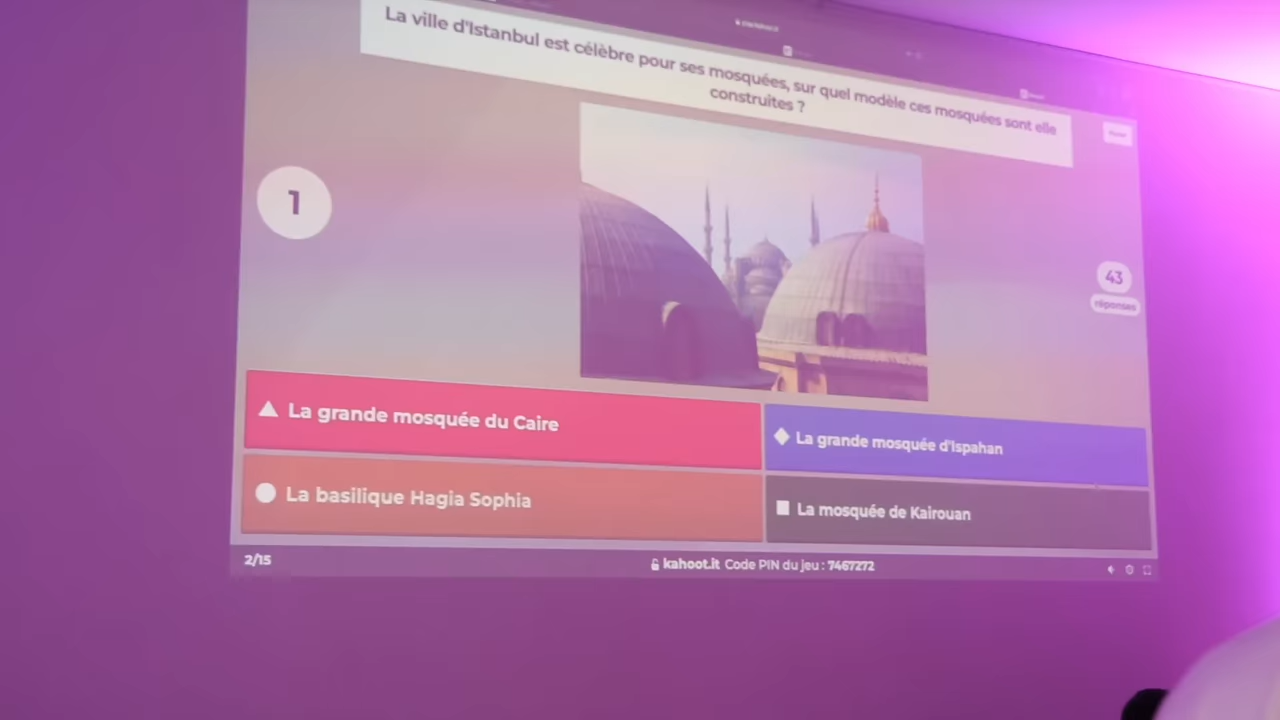 La ville d'Istanbul est célèbre pour ses mosquées, sur quel modèle ces mosquées sont elle
construites ?
1
43
réponses
La grande mosquée du Caire
La grande mosquée d'Ispahan
La basilique Hagia Sophia
La mosquée de Kairouan
2/15
kahoot.it Code PIN du jeu : 7467272